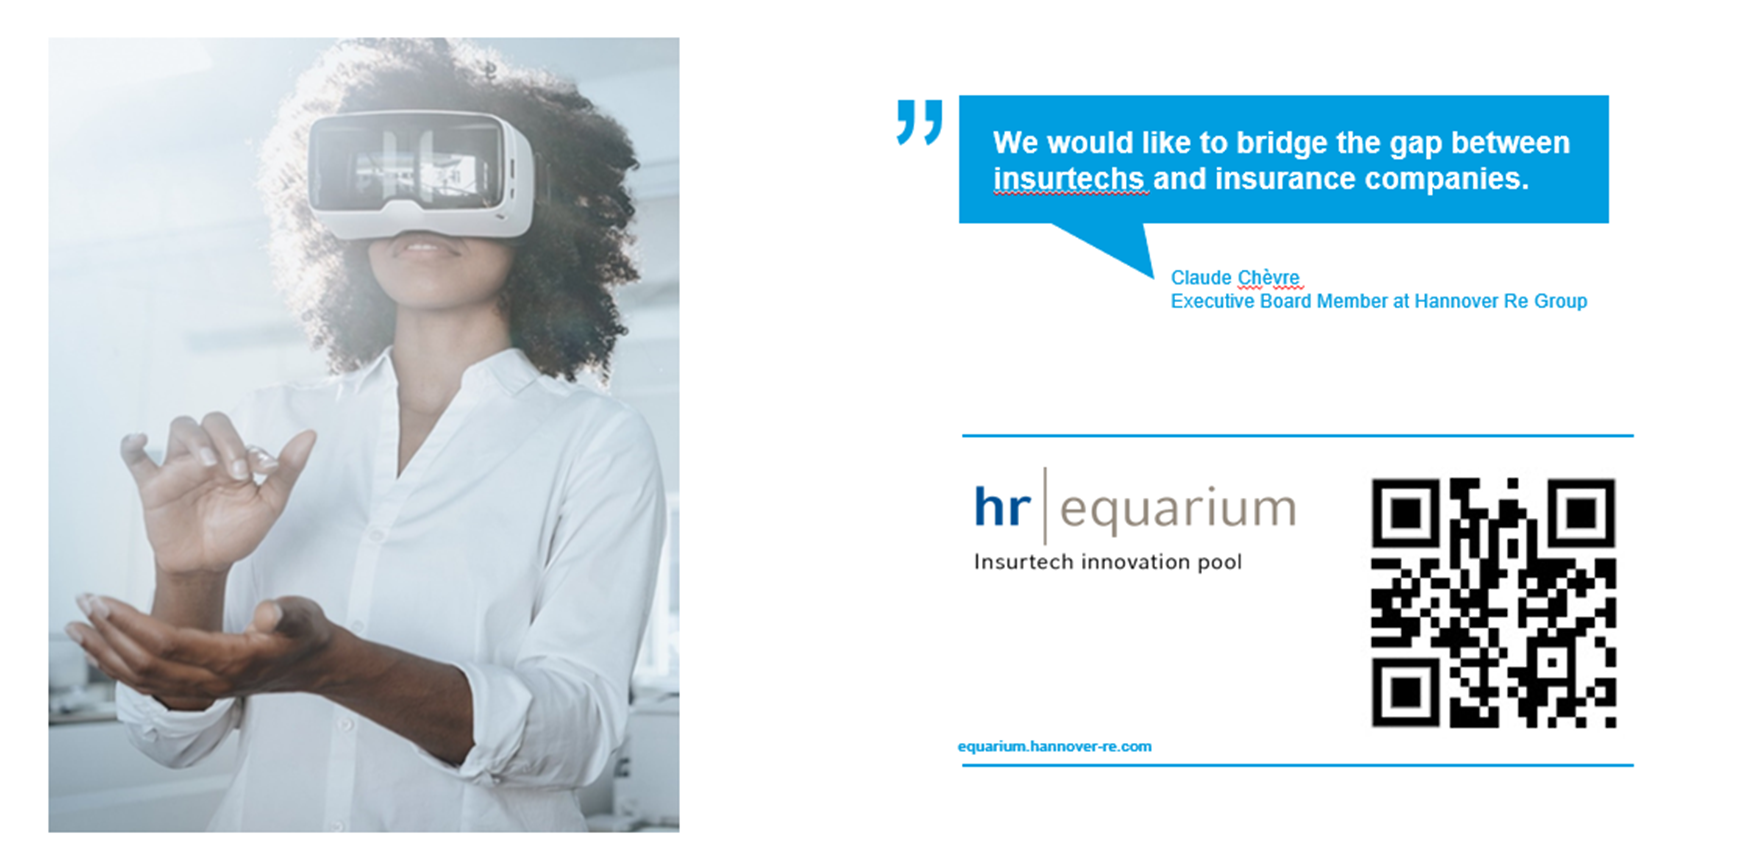 ”
We would like to bridge the gap between
insurtechs and insurance companies.
Claude Chèvre
Executive Board Member at Hannover Re Group
hr|equarium
Insurtech innovation pool
equarium.hannover-re.com